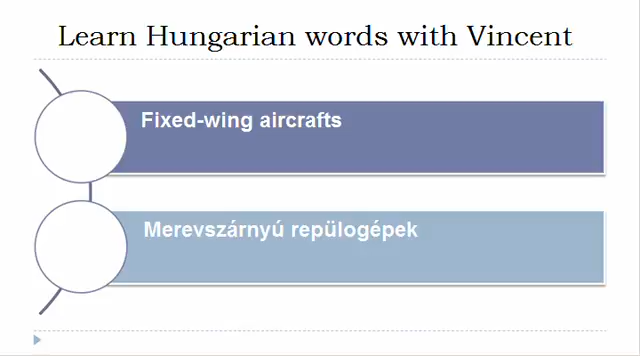 Learn Hungarian words with Vincent
Fixed-wing aircrafts
Merevszárnyú repülogépek